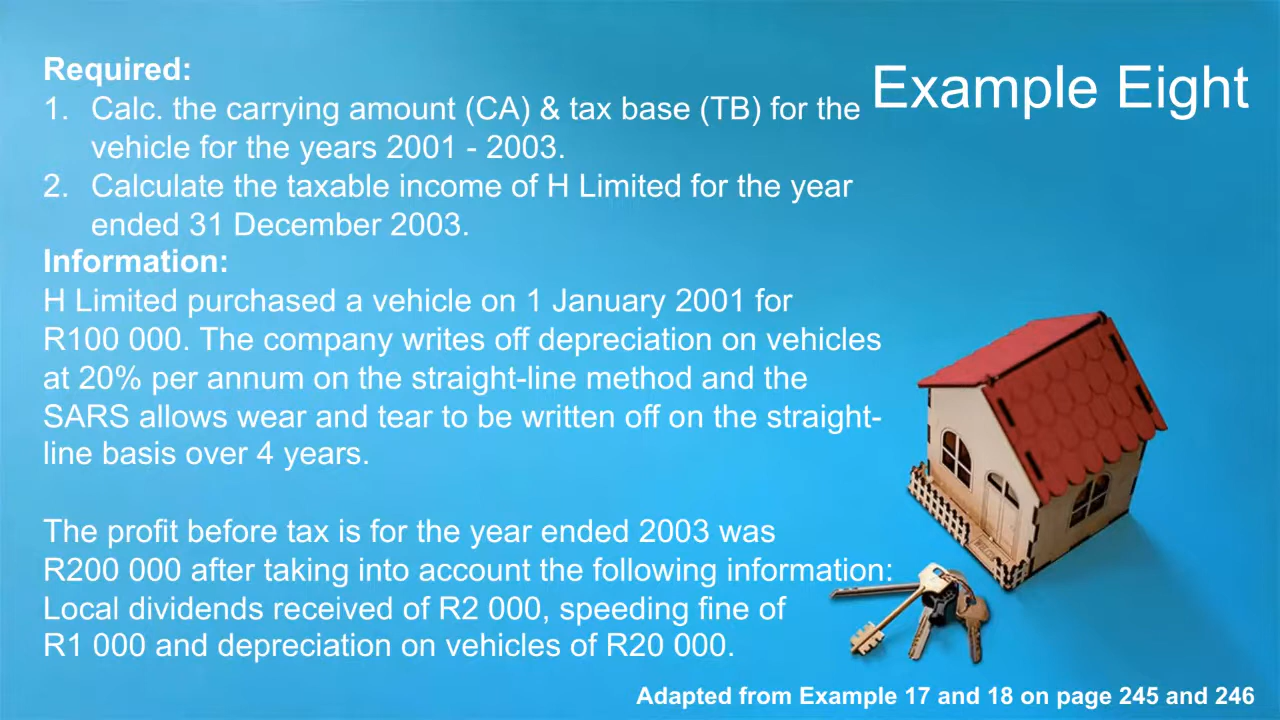 Example Eight
Required:
1. Calc. the carrying amount (CA) & tax base (TB) for the
vehicle for the years 2001 - 2003.
2. Calculate the taxable income of H Limited for the year
ended 31 December 2003.
Information:
H Limited purchased a vehicle on 1 January 2001 for
R100 000. The company writes off depreciation on vehicles
at 20% per annum on the straight-line method and the
SARS allows wear and tear to be written off on the straight-
line basis over 4 years.
The profit before tax is for the year ended 2003 was
R200 000 after taking into account the following information:
Local dividends received of R2 000, speeding fine of
R1 000 and depreciation on vehicles of R20 000.
Adapted from Example 17 and 18 on page 245 and 246